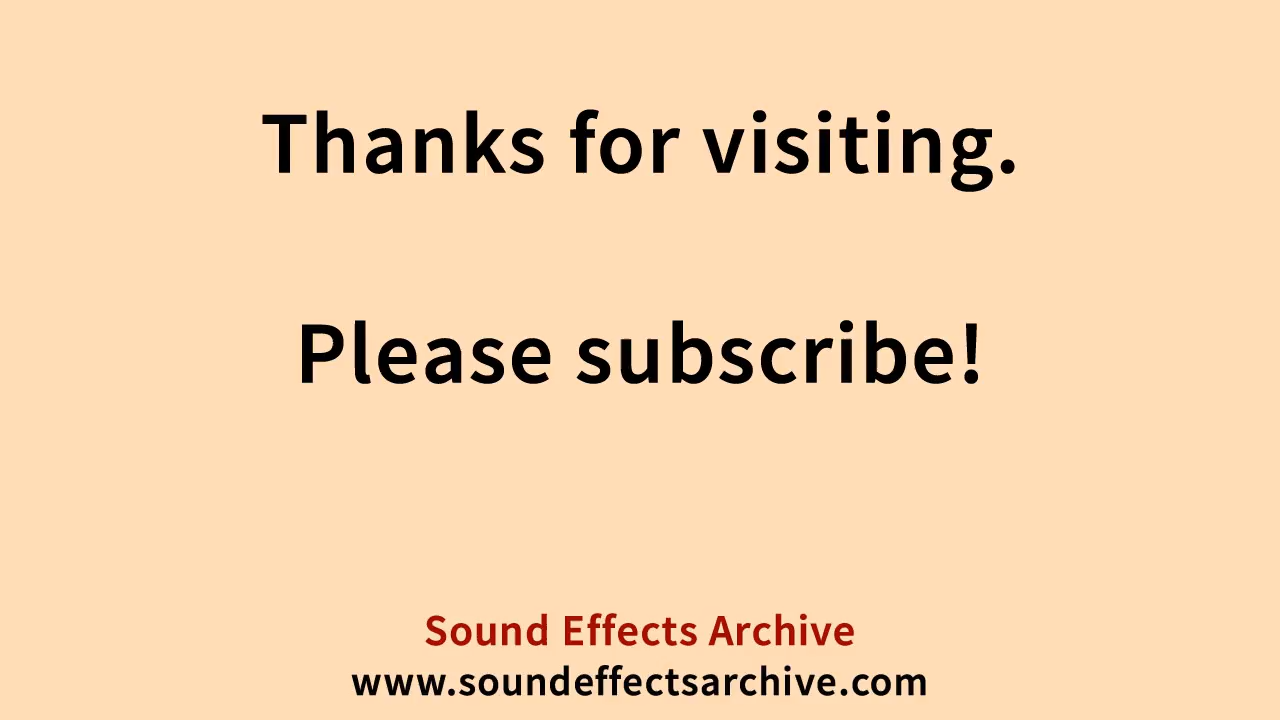 Thanks for visiting.
Please subscribe!
Sound Effects Archive
www.soundeffectsarchive.com